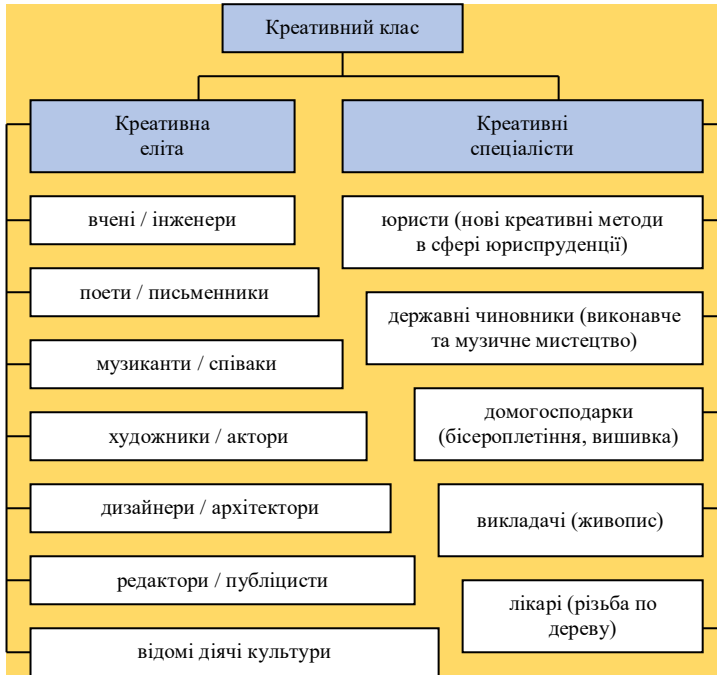 Креативний клас
Креативна
еліта
вчені / інженери
поети / письменники
музиканти / співаки
художники / актори
дизайнери / архітектори
редактори / публіцисти
відомі діячі культури
Креативні
спеціалісти
юристи (нові креативні методи
в сфері юриспруденції)
державні чиновники (виконавче
та музичне мистецтво)
домогосподарки
(бісероплетіння, вишивка)
викладачі (живопис)
лікарі (різьба по
дереву)